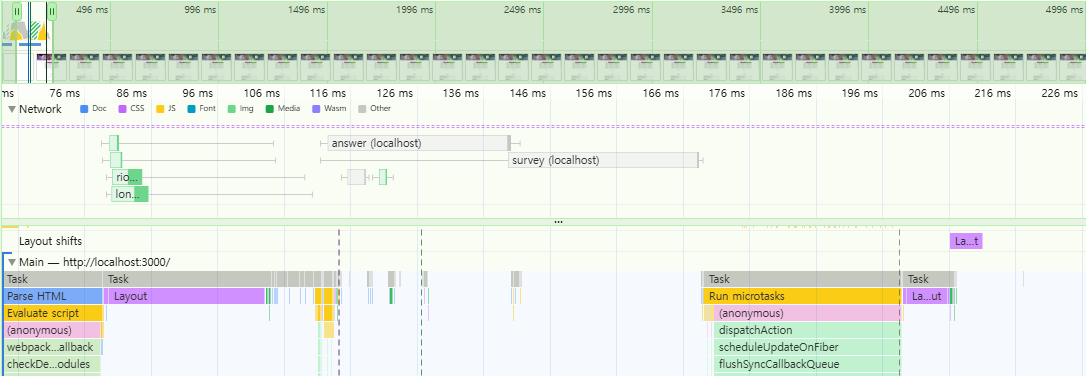 496 ms 996 ms 1496 ms 1996 ms 2496 ms 2996 ms 3496 ms 3996 ms 4496 ms 4996 ms
ms 76 ms 86 ms 96 ms 106 ms 116 ms 126 ms 136 ms 146 ms 156 ms 166 ms 176 ms 186 ms 196 ms 206 ms 216 ms 226 ms
Network Doc CSS JS Font Img Media Wasm Other
answer (localhost)
survey (localhost)
rio...
lon...
...
Layout shifts La...t
Main — http://localhost:3000/
Task Task Task Task
Parse HTML Layout Run microtasks La...ut
Evaluate script (anonymous)
(anonymous) dispatchAction
webpack...allback scheduleUpdateOnFiber
checkDe...odules flushSyncCallbackQueue